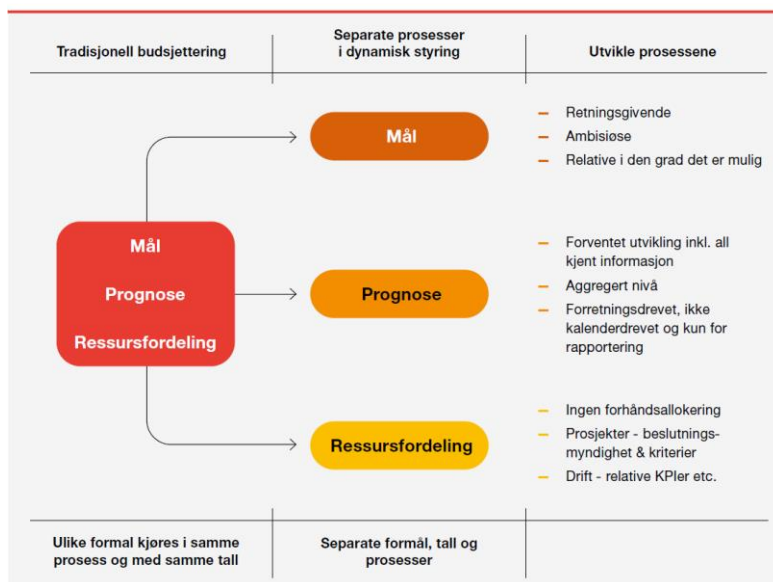 Tradisjonell budsjettering
Separate prosesser
i dynamisk styring
Utvikle prosessene
Mål
Prognose
Ressursfordeling
Mål
– Retningsgivende
– Ambisiøse
– Relative i den grad det er mulig
Prognose
– Forventet utvikling inkl. all
kjent informasjon
– Aggregert nivå
– Forretningsdrevet, ikke
kalenderdrevet og kun for
rapportering
Ressursfordeling
– Ingen forhåndsallokering
– Prosjekter - beslutnings-
myndighet & kriterier
– Drift - relative KPIer etc.
Ulike formal kjøres i samme
prosess og med samme tall
Separate formål, tall og
prosesser